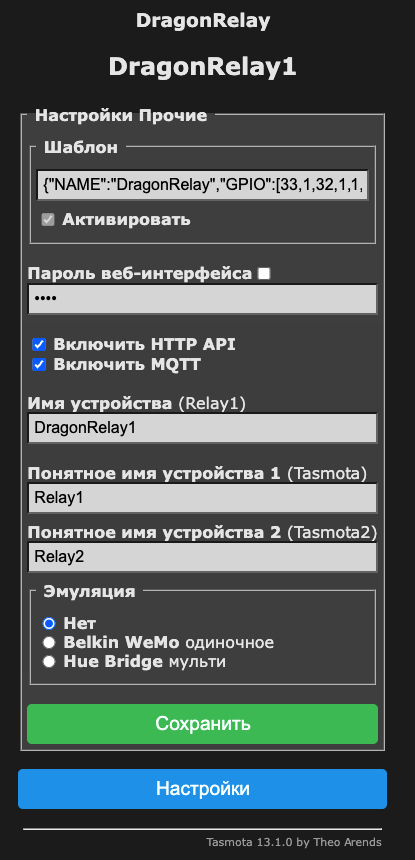 DragonRelay
DragonRelay1
Настройки Прочие
Шаблон
{"NAME":"DragonRelay","GPIO":[33,1,32,1,1,
Активировать
Пароль веб-интерфейса
••••
Включить HTTP API
Включить MQTT
Имя устройства (Relay1)
DragonRelay1
Понятное имя устройства 1 (Tasmota)
Relay1
Понятное имя устройства 2 (Tasmota2)
Relay2
Эмуляция
Нет
Belkin WeMo одиночное
Hue Bridge мульти
Сохранить
Настройки
Tasmota 13.1.0 by Theo Arends